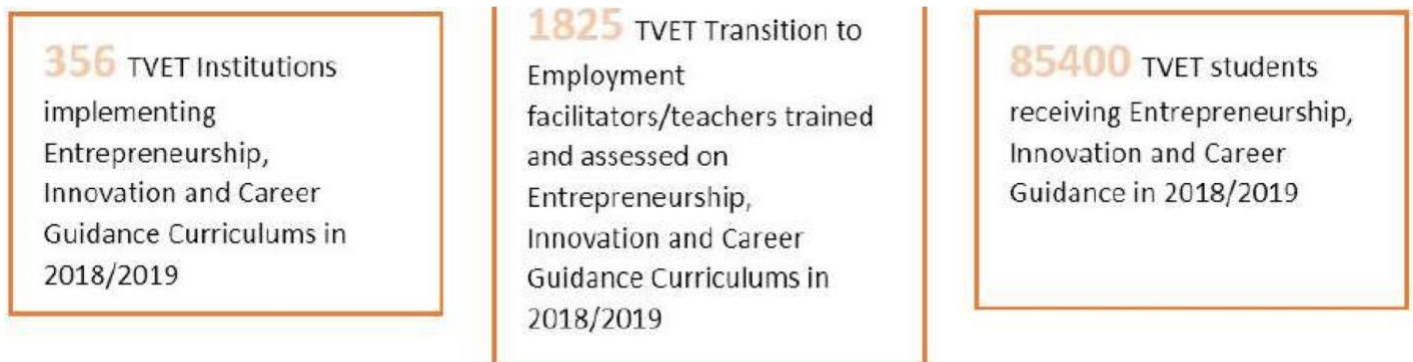 356 TVET Institutions
implementing
Entrepreneurship,
Innovation and Career
Guidance Curriculums in
2018/2019
1825 TVET Transition to
Employment
facilitators/teachers trained
and assessed on
Entrepreneurship,
Innovation and Career
Guidance Curriculums in
2018/2019
85400 TVET students
receiving Entrepreneurship,
Innovation and Career
Guidance in 2018/2019